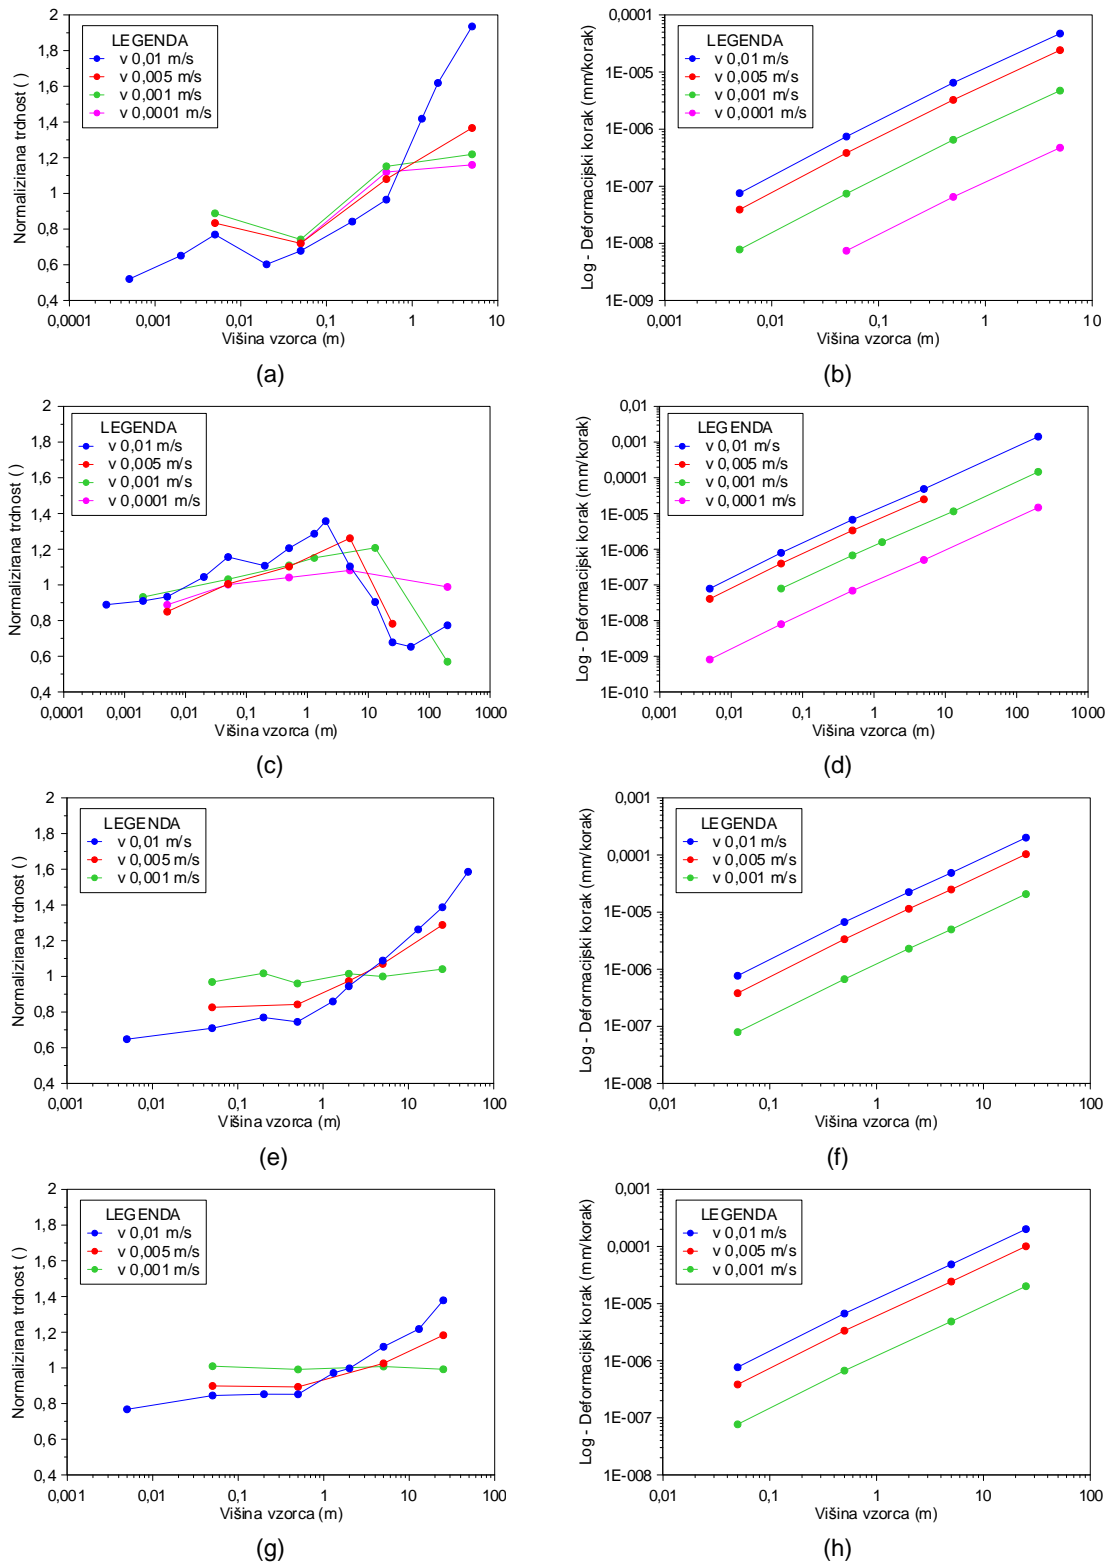 2
1,8
1,6
1,4
1,2
1
0,8
0,6
0,4
Normalizirana trdnost ( )
LEGENDA
v 0,01 m/s
v 0,005 m/s
v 0,001 m/s
v 0,0001 m/s
0,0001 0,001 0,01 0,1 1 10
Višina vzorca (m)
(a)
0,0001
1E-005
1E-006
1E-007
1E-008
1E-009
Log - Deformacijski korak (mm/korak)
LEGENDA
v 0,01 m/s
v 0,005 m/s
v 0,001 m/s
v 0,0001 m/s
0,001 0,01 0,1 1 10
Višina vzorca (m)
(b)
2
1,8
1,6
1,4
1,2
1
0,8
0,6
0,4
Normalizirana trdnost ( )
LEGENDA
v 0,01 m/s
v 0,005 m/s
v 0,001 m/s
v 0,0001 m/s
0,0001 0,001 0,01 0,1 1 10 100 1000
Višina vzorca (m)
(c)
0,01
0,001
0,0001
1E-005
1E-006
1E-007
1E-008
1E-009
1E-010
Log - Deformacijski korak (mm/korak)
LEGENDA
v 0,01 m/s
v 0,005 m/s
v 0,001 m/s
v 0,0001 m/s
0,001 0,01 0,1 1 10 100 1000
Višina vzorca (m)
(d)
2
1,8
1,6
1,4
1,2
1
0,8
0,6
0,4
Normalizirana trdnost ( )
LEGENDA
v 0,01 m/s
v 0,005 m/s
v 0,001 m/s
0,001 0,01 0,1 1 10 100
Višina vzorca (m)
(e)
0,001
0,0001
1E-005
1E-006
1E-007
1E-008
Log - Deformacijski korak (mm/korak)
LEGENDA
v 0,01 m/s
v 0,005 m/s
v 0,001 m/s
0,01 0,1 1 10 100
Višina vzorca (m)
(f)
2
1,8
1,6
1,4
1,2
1
0,8
0,6
0,4
Normalizirana trdnost ( )
LEGENDA
v 0,01 m/s
v 0,005 m/s
v 0,001 m/s
0,001 0,01 0,1 1 10 100
Višina vzorca (m)
(g)
0,001
0,0001
1E-005
1E-006
1E-007
1E-008
Log - Deformacijski korak (mm/korak)
LEGENDA
v 0,01 m/s
v 0,005 m/s
v 0,001 m/s
0,01 0,1 1 10 100
Višina vzorca (m)
(h)